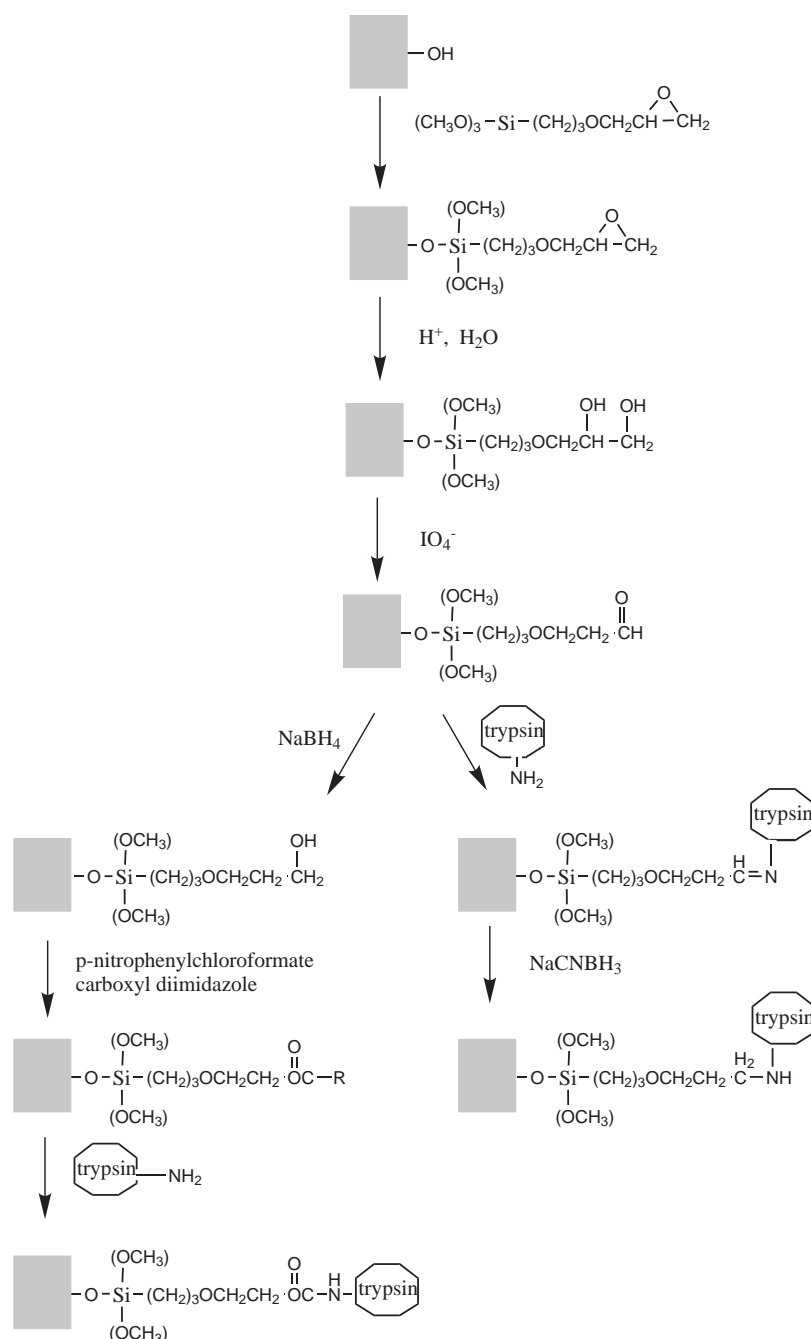 OH
(CH₃O)₃—Si—(CH₂)₃OCH₂CH—CH₂
O
(OCH₃)
O—Si—(CH₂)₃OCH₂CH—CH₂
O
(OCH₃)
H⁺, H₂O
(OCH₃)
OH OH
O—Si—(CH₂)₃OCH₂CH—CH₂
(OCH₃)
IO₄⁻
(OCH₃)
O
O—Si—(CH₂)₃OCH₂CH₂—CH
(OCH₃)
NaBH₄
trypsin
NH₂
(OCH₃)
OH
O—Si—(CH₂)₃OCH₂CH₂—CH₂
(OCH₃)
trypsin
(OCH₃)
H
O—Si—(CH₂)₃OCH₂CH₂—C=N
(OCH₃)
p-nitrophenylchloroformate
carboxyl diimidazole
NaCNBH₃
(OCH₃)
O
O—Si—(CH₂)₃OCH₂CH₂—OC—R
(OCH₃)
trypsin
(OCH₃)
H₂
O—Si—(CH₂)₃OCH₂CH₂—C—NH
(OCH₃)
trypsin—NH₂
(OCH₃)
O H
O—Si—(CH₂)₃OCH₂CH₂—OC—N—trypsin
(OCH₃)